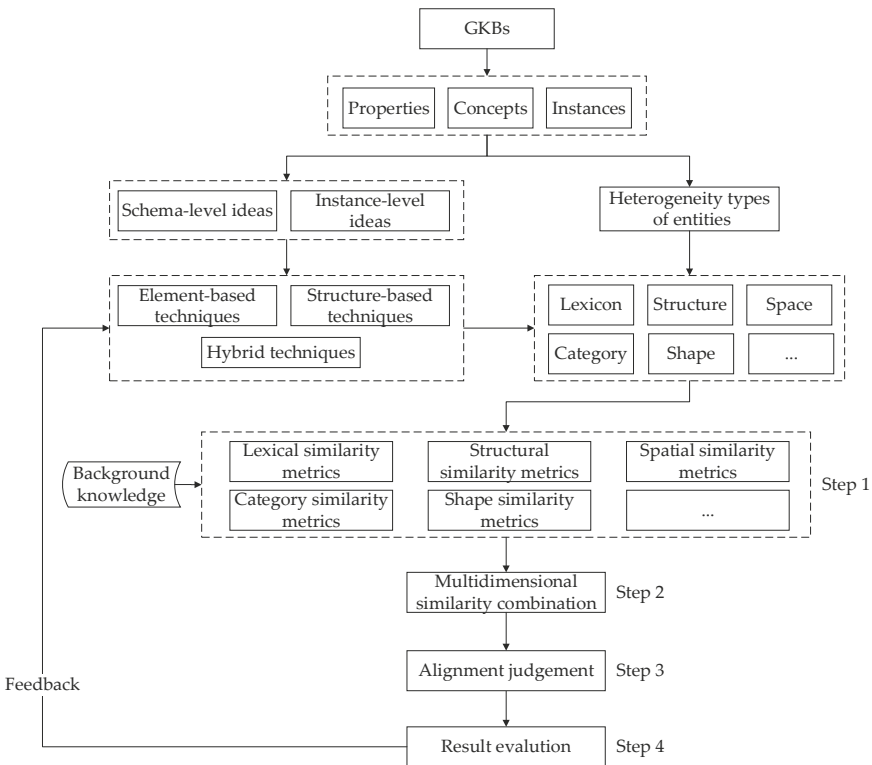 GKBs
Properties
Concepts
Instances
Schema-level ideas
Instance-level
ideas
Heterogeneity types
of entities
Element-based
techniques
Structure-based
techniques
Hybrid techniques
Lexicon
Structure
Space
Category
Shape
...
Background
knowledge
Lexical similarity
metrics
Structural
similarity metrics
Spatial similarity
metrics
Category similarity
metrics
Shape similarity
metrics
...
Step 1
Multidimensional
similarity combination
Step 2
Alignment judgement
Step 3
Feedback
Result evalution
Step 4